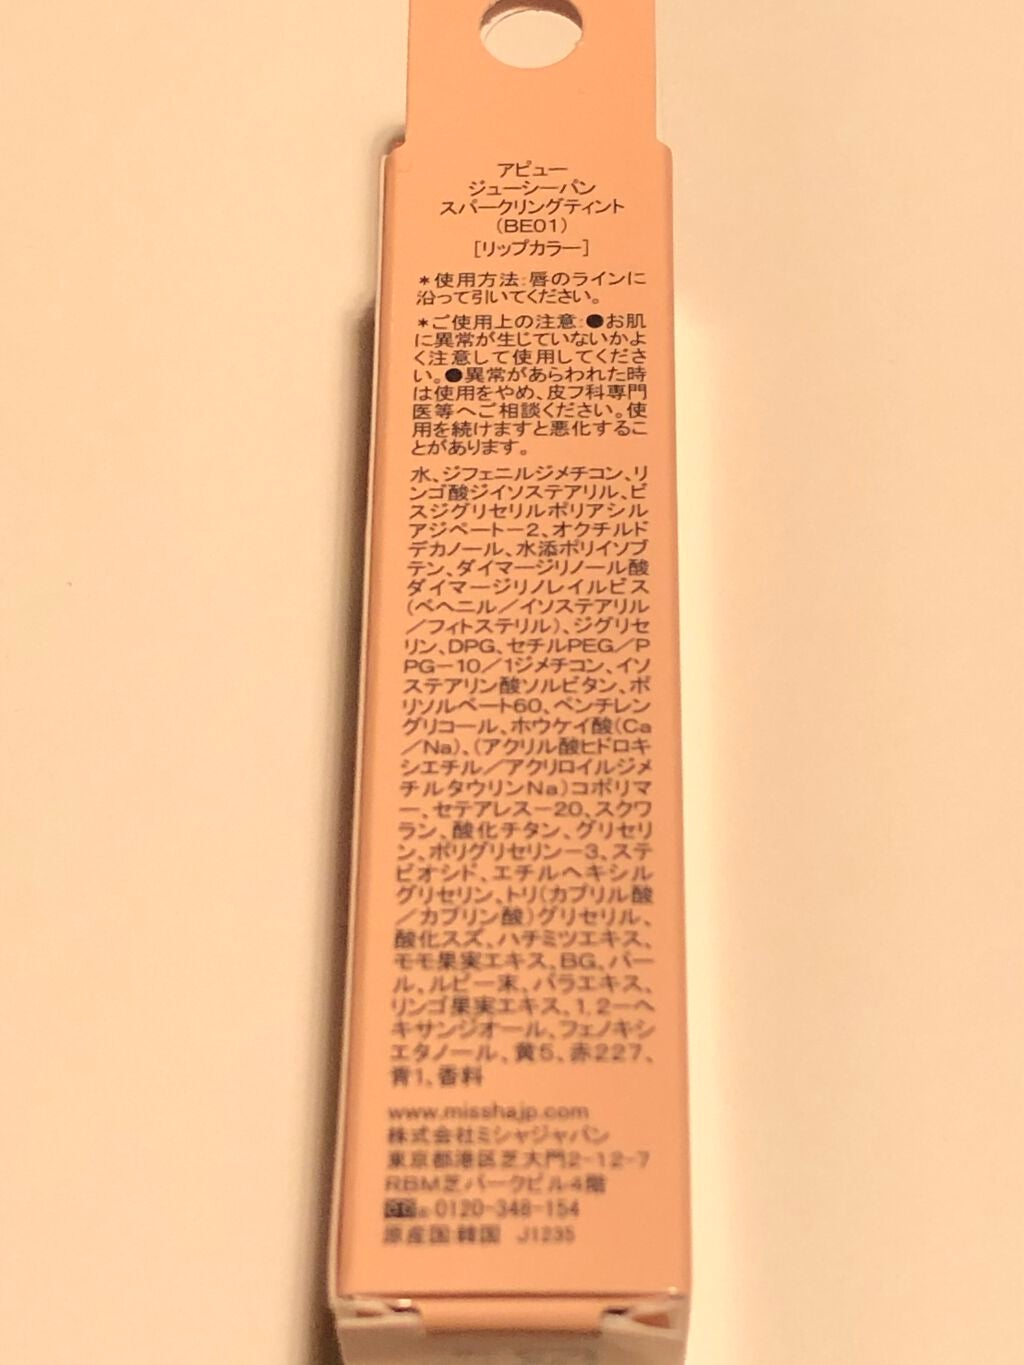 アピュー
ジューシーパン
スパークリングティント
(BE01)
[リップカラー]
＊使用方法:唇のラインに
沿って引いてください。
＊ご使用上の注意:●お肌
に異常が生じていないかよ
く注意して使用してくださ
い。●異常があらわれた時
は使用をやめ、皮フ科専門
医等へご相談ください。使
用を続けますと悪化するこ
とがあります。
水、ジフェニルジメチコン、リ
ンゴ酸ジイソステアリル、ビ
スジグリセリルポリアシル
アジペート-2、オクチルド
デカノール、水添ポリイソブ
テン、ダイマージリノール酸
ダイマージリノレイルビス
(ベヘニル/イソステアリル
/フィトステリル)、ジグリセ
リン、DPG、セチルPEG/P
PG-10/1ジメチコン、イソ
ステアリン酸ソルビタン、ポ
リソルベート60、ペンチレン
グリコール、ホウケイ酸(Ca
/Na)、(アクリル酸ヒドロキ
シエチル/アクリロイルジメ
チルタウリンNa)コポリマ
ー、セテアレス-20、スクワ
ラン、酸化チタン、グリセリ
ン、ポリグリセリン-3、ステ
ビオシド、エチルヘキシル
グリセリン、トリ(カプリル酸
/カプリン酸)グリセリル、
酸化スズ、ハチミツエキス、
モモ果実エキス、BG、パー
ル、ルビー末、バラエキス、
リンゴ果実エキス、1,2-ヘ
キサンジオール、フェノキシ
エタノール、黄5、赤227、
青1、香料
www.misshajp.com
株式会社ミシャジャパン
東京都港区芝大門2-12-7
RBM芝パークビル4階
0120-348-154
原産国:韓国 J1235